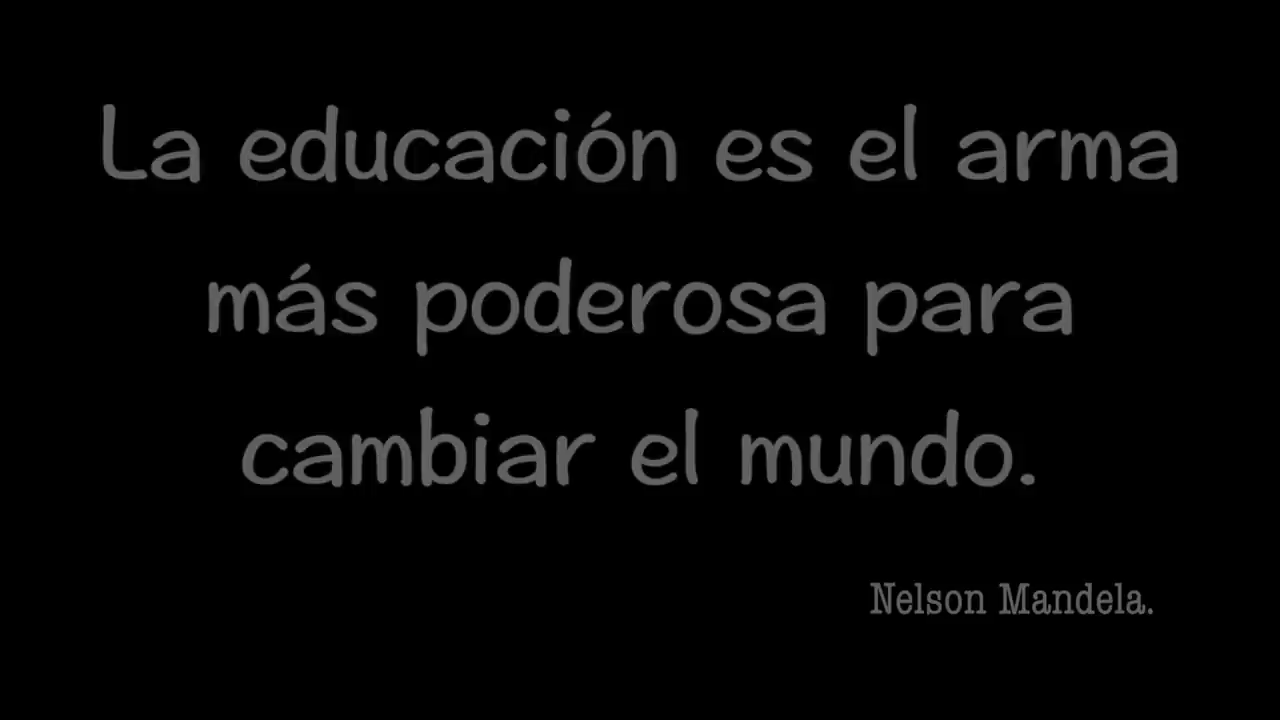 La educación es el arma
más poderosa para
cambiar el mundo.
Nelson Mandela.